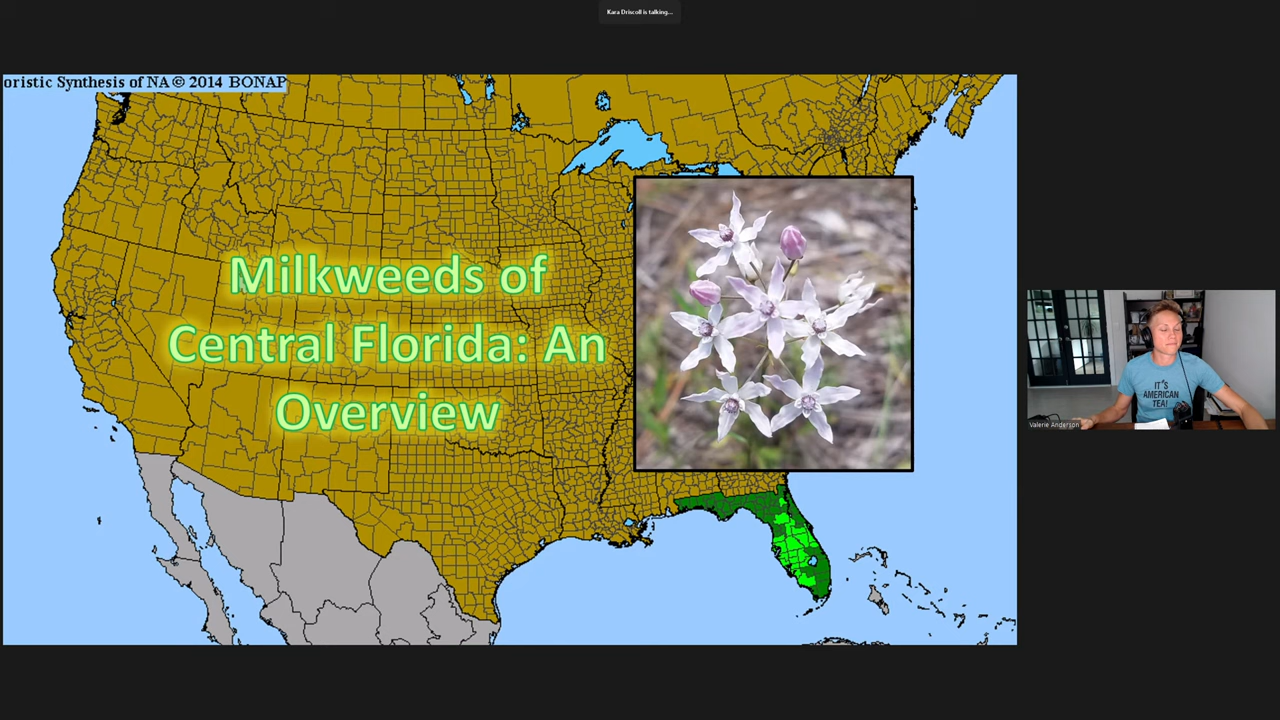 Kara Driscoll is talking...
oristic Synthesis of NA © 2014 BONAP
Milkweeds of
Central Florida: An
Overview
IT'S
AMERICAN
TEA!
Valerie Anderson